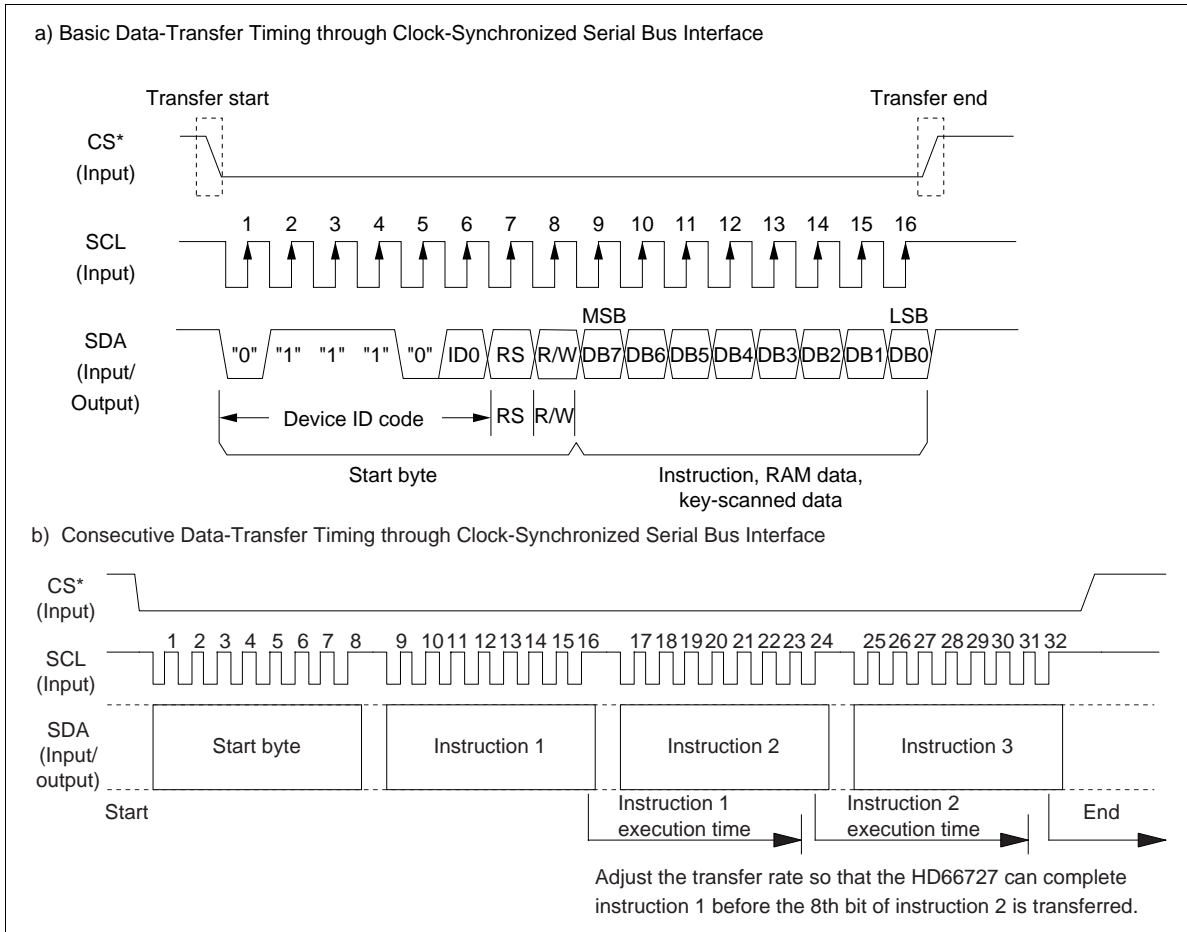 a) Basic Data-Transfer Timing through Clock-Synchronized Serial Bus Interface
Transfer start
Transfer end
CS*
(Input)
1 2 3 4 5 6 7 8 9 10 11 12 13 14 15 16
SCL
(Input)
MSB
LSB
SDA
(Input/
Output)
"0" "1" "1" "1" "0" ID0 RS R/W DB7 DB6 DB5 DB4 DB3 DB2 DB1 DB0
Device ID code
RS R/W
Start byte
Instruction, RAM data,
key-scanned data
b) Consecutive Data-Transfer Timing through Clock-Synchronized Serial Bus Interface
CS*
(Input)
1 2 3 4 5 6 7 8 9 10 11 12 13 14 15 16 17 18 19 20 21 22 23 24 25 26 27 28 29 30 31 32
SCL
(Input)
SDA
(Input/
output)
Start byte
Instruction 1
Instruction 2
Instruction 3
Start
Instruction 1
execution time
Instruction 2
execution time
End
Adjust the transfer rate so that the HD66727 can complete
instruction 1 before the 8th bit of instruction 2 is transferred.